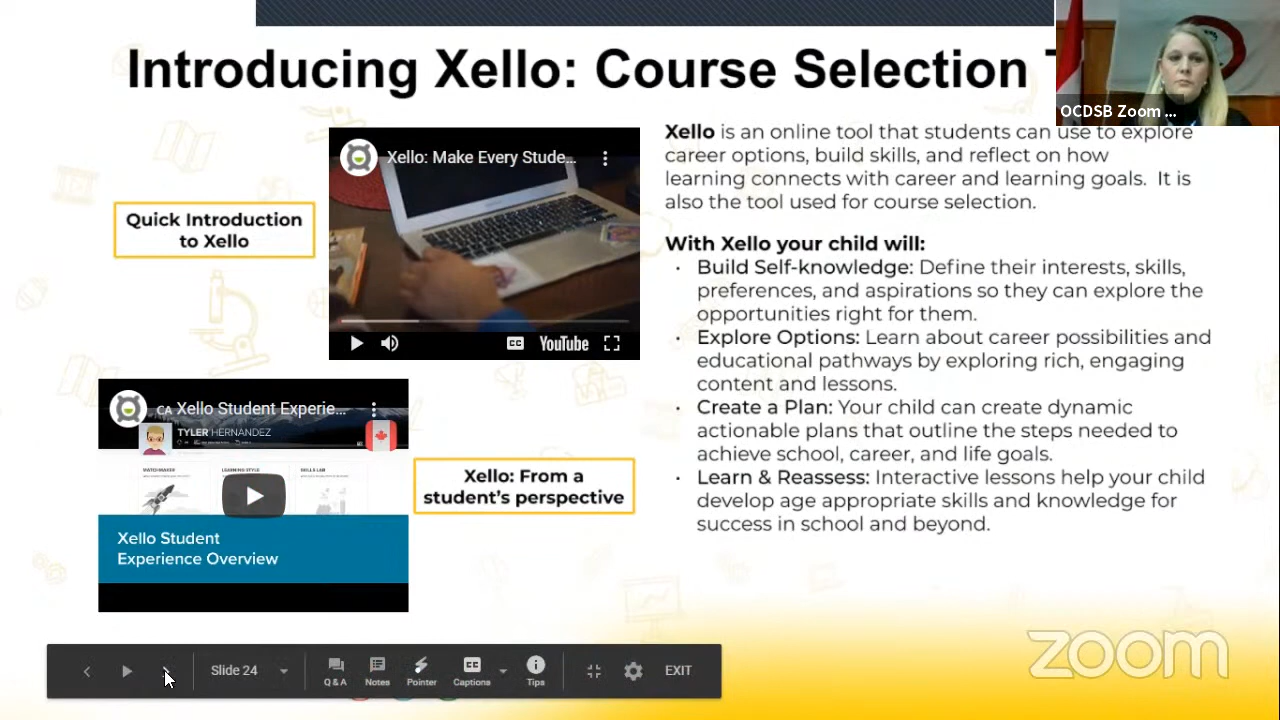 Introducing Xello: Course Selection
OCDSB Zoom ...
Xello is an online tool that students can use to explore
career options, build skills, and reflect on how
learning connects with career and learning goals. It is
also the tool used for course selection.
Xello: Make Every Stude...
Quick Introduction
to Xello
YouTube
With Xello your child will:
· Build Self-knowledge: Define their interests, skills,
preferences, and aspirations so they can explore the
opportunities right for them.
· Explore Options: Learn about career possibilities and
educational pathways by exploring rich, engaging
content and lessons.
· Create a Plan: Your child can create dynamic
actionable plans that outline the steps needed to
achieve school, career, and life goals.
· Learn & Reassess: Interactive lessons help your child
develop age appropriate skills and knowledge for
success in school and beyond.
CA Xello Student Experie...
TYLER HERNANDEZ
MATCHMAKER LEARNING STYLE SKILLS LAB
Xello Student
Experience Overview
Xello: From a
student's perspective
Slide 24
Q & A Notes Pointer Captions Tips
EXIT
zoom